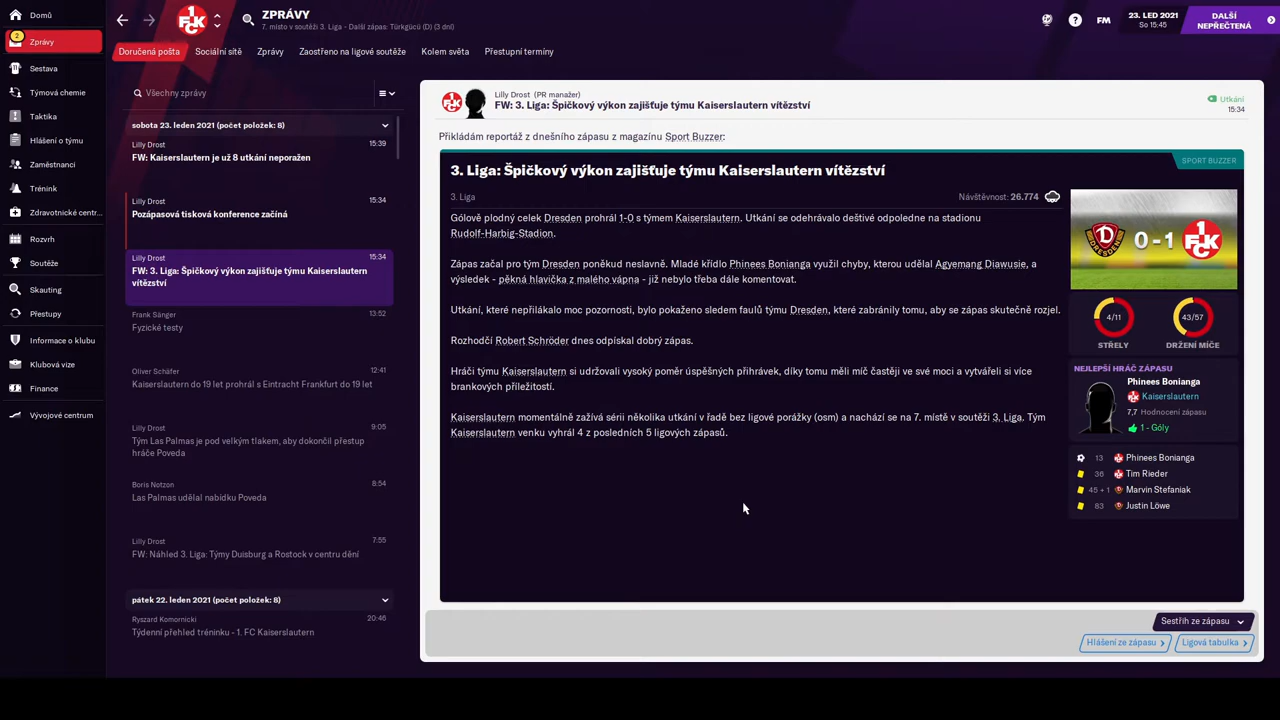 Domů
2
Zprávy
Sestava
Týmová chemie
Taktika
Hlášení o týmu
Zaměstnanci
Trénink
Zdravotnické centr...
Rozvrh
Soutěže
Skauting
Přestupy
Informace o klubu
Klubová vize
Finance
Vývojové centrum
ZPRÁVY
7. místo v soutěži 3. Liga - Další zápas: Türkgücü (D) (3 dní)
FM
23. LED 2021
So 15:45
DALŠÍ NEPŘEČTENÁ
Doručená pošta
Sociální sítě
Zprávy
Zaostřeno na ligové soutěže
Kolem světa
Přestupní termíny
Všechny zprávy
sobota 23. leden 2021 (počet položek: 8)
Lilly Drost 15:39
FW: Kaiserslautern je už 8 utkání neporažen
Lilly Drost 15:34
Pozápasová tisková konference začíná
Lilly Drost 15:34
FW: 3. Liga: Špičkový výkon zajišťuje týmu Kaiserslautern
vítězství
Frank Sänger 13:52
Fyzické testy
Oliver Schäfer 12:41
Kaiserslautern do 19 let prohrál s Eintracht Frankfurt do 19 let
Lilly Drost 9:05
Tým Las Palmas je pod velkým tlakem, aby dokončil přestup
hráče Poveda
Boris Notzon 8:54
Las Palmas udělal nabídku Poveda
Lilly Drost 7:55
FW: Náhled 3. Liga: Týmy Duisburg a Rostock v centru dění
pátek 22. leden 2021 (počet položek: 8)
Ryszard Komornicki 20:46
Týdenní přehled tréninku - 1. FC Kaiserslautern
Lilly Drost (PR manažer)
FW: 3. Liga: Špičkový výkon zajišťuje týmu Kaiserslautern vítězství
Utkání
15:34
Přikládám reportáž z dnešního zápasu z magazínu Sport Buzzer:
SPORT BUZZER
3. Liga: Špičkový výkon zajišťuje týmu Kaiserslautern vítězství
3. Liga
Návštěvnost: 26.774
Gólově plodný celek Dresden prohrál 1-0 s týmem Kaiserslautern. Utkání se odehrávalo deštivé odpoledne na stadionu
Rudolf-Harbig-Stadion.
Zápas začal pro tým Dresden poněkud neslavně. Mladé křídlo Phinees Bonianga využil chyby, kterou udělal Agyemang Diawusie, a
výsledek - pěkná hlavička z malého vápna - již nebylo třeba dále komentovat.
Utkání, které nepřilákalo moc pozornosti, bylo pokaženo sledem faulů týmu Dresden, které zabránily tomu, aby se zápas skutečně rozjel.
Rozhodčí Robert Schröder dnes odpískal dobrý zápas.
Hráči týmu Kaiserslautern si udržovali vysoký poměr úspěšných přihrávek, díky tomu měli míč častěji ve své moci a vytvářeli si více
brankových příležitostí.
Kaiserslautern momentálně zažívá sérii několika utkání v řadě bez ligové porážky (osm) a nachází se na 7. místě v soutěži 3. Liga. Tým
Kaiserslautern venku vyhrál 4 z posledních 5 ligových zápasů.
0 - 1
4/11
STŘELY
43/57
DRŽENÍ MÍČE
NEJLEPŠÍ HRÁČ ZÁPASU
Phinees Bonianga
Kaiserslautern
7,7 Hodnocení zápasu
1 - Góly
13 Phinees Bonianga
36 Tim Rieder
45 + 1 Marvin Stefaniak
83 Justin Löwe
Sestřih ze zápasu
Hlášení ze zápasu
Ligová tabulka